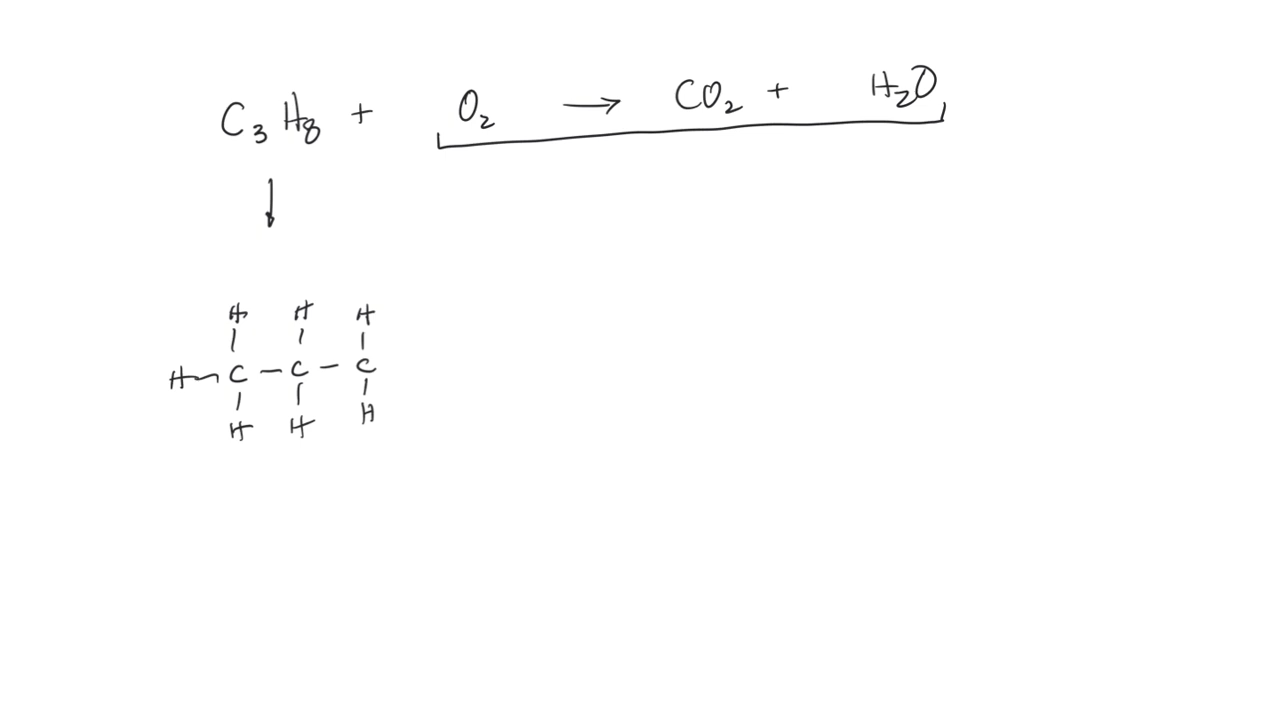 C₃H₈ + O₂ → CO₂ + H₂O
↓
H H H
H – C – C – C
H H H